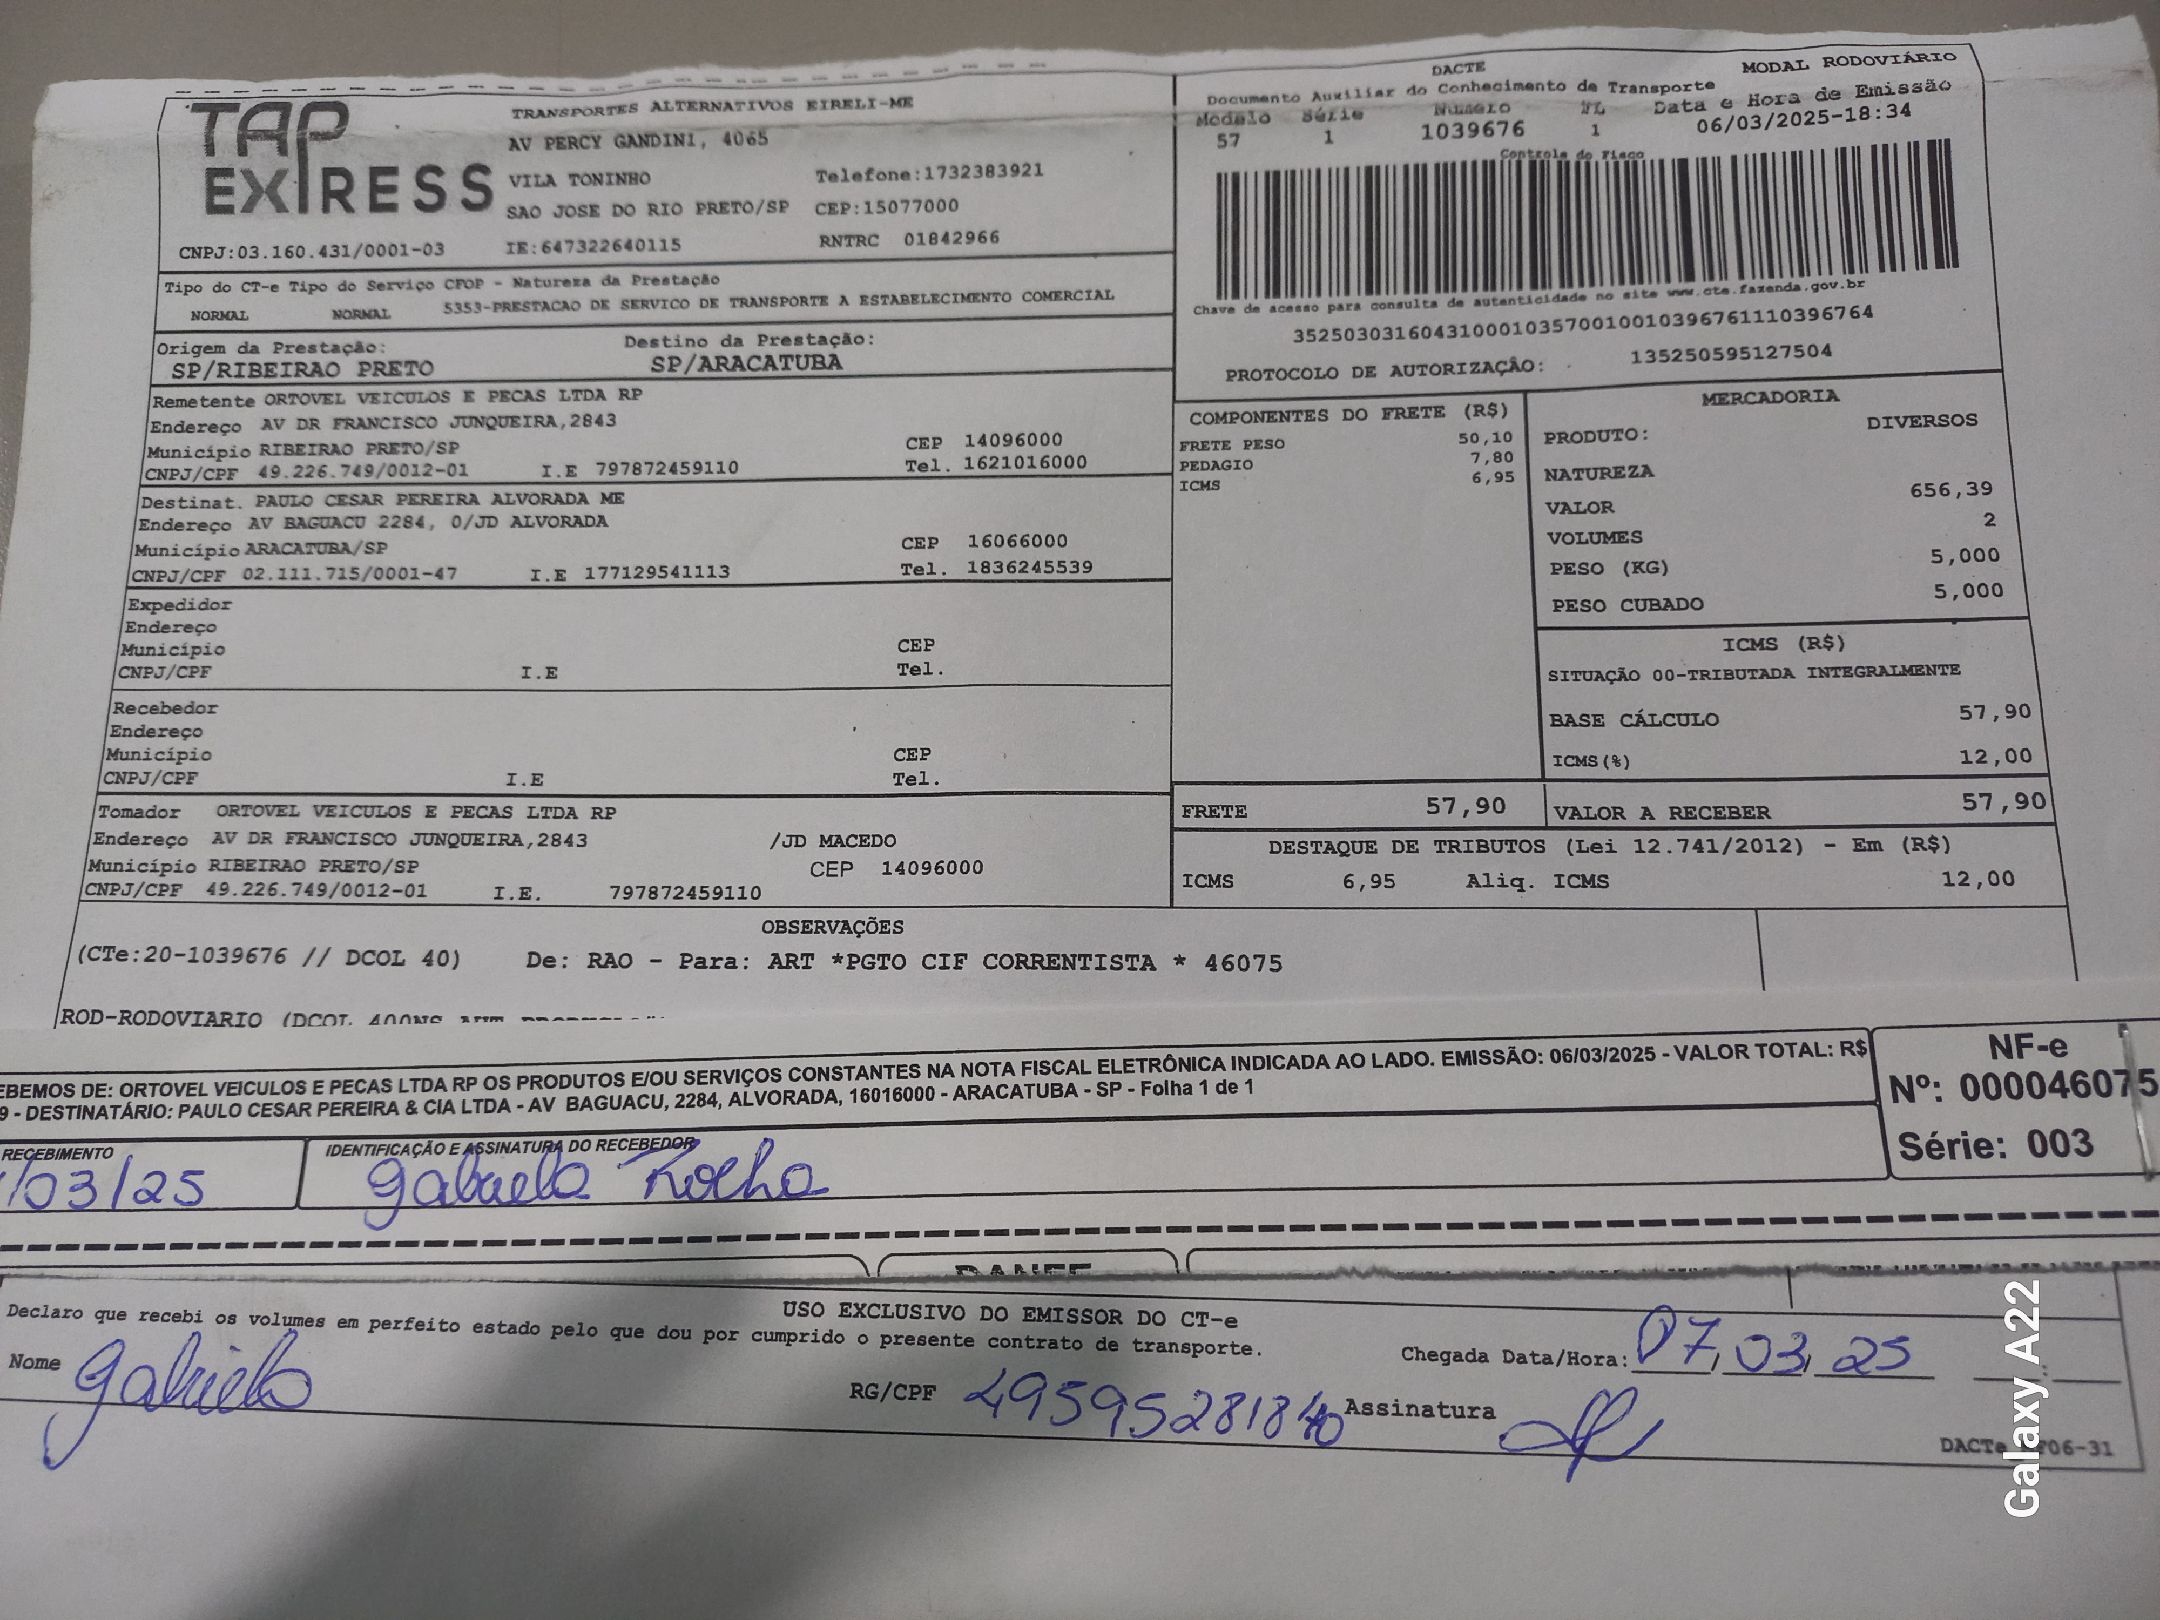 TAP EXPRESS
TRANSPORTES ALTERNATIVOS EIRELI-ME
AV PERCY GANDINI, 4065
VILA TONINHO Telefone:1732383921
SAO JOSE DO RIO PRETO/SP CEP:15077000
CNPJ:03.160.431/0001-03 IE:647322640115 RNTRC 01842966
DACTE MODAL RODOVIÁRIO
Documento Auxiliar do Conhecimento de Transporte
Modelo Série Número FL Data e Hora de Emissão
57 1 1039676 1 06/03/2025-18:34
Controle do Fisco
Chave de acesso para consulta de autenticidade no site www.cte.fazenda.gov.br
35250303160431000103570010010396761110396764
PROTOCOLO DE AUTORIZAÇÃO: 135250595127504
Tipo do CT-e Tipo do Serviço CFOP - Natureza da Prestação
NORMAL NORMAL 5353-PRESTACAO DE SERVICO DE TRANSPORTE A ESTABELECIMENTO COMERCIAL
Origem da Prestação: Destino da Prestação:
SP/RIBEIRAO PRETO SP/ARACATUBA
Remetente ORTOVEL VEICULOS E PECAS LTDA RP
Endereço AV DR FRANCISCO JUNQUEIRA,2843
Município RIBEIRAO PRETO/SP CEP 14096000
CNPJ/CPF 49.226.749/0012-01 I.E 797872459110 Tel. 1621016000
Destinat. PAULO CESAR PEREIRA ALVORADA ME
Endereço AV BAGUACU 2284, 0/JD ALVORADA
Município ARACATUBA/SP CEP 16066000
CNPJ/CPF 02.111.715/0001-47 I.E 177129541113 Tel. 1836245539
Expedidor
Endereço
Município CEP
CNPJ/CPF I.E Tel.
Recebedor
Endereço
Município CEP
CNPJ/CPF I.E Tel.
Tomador ORTOVEL VEICULOS E PECAS LTDA RP
Endereço AV DR FRANCISCO JUNQUEIRA,2843 /JD MACEDO
Município RIBEIRAO PRETO/SP CEP 14096000
CNPJ/CPF 49.226.749/0012-01 I.E. 797872459110
COMPONENTES DO FRETE (R$)
FRETE PESO 50,10
PEDAGIO 7,80
ICMS 6,95
MERCADORIA
PRODUTO: DIVERSOS
NATUREZA
VALOR 656,39
VOLUMES 2
PESO (KG) 5,000
PESO CUBADO 5,000
ICMS (R$)
SITUAÇÃO 00-TRIBUTADA INTEGRALMENTE
BASE CÁLCULO 57,90
ICMS(%) 12,00
FRETE 57,90 VALOR A RECEBER 57,90
DESTAQUE DE TRIBUTOS (Lei 12.741/2012) - Em (R$)
ICMS 6,95 Aliq. ICMS 12,00
OBSERVAÇÕES
(CTe:20-1039676 // DCOL 40) De: RAO - Para: ART *PGTO CIF CORRENTISTA * 46075
ROD-RODOVIARIO (DCOL
EBEMOS DE: ORTOVEL VEICULOS E PECAS LTDA RP OS PRODUTOS E/OU SERVIÇOS CONSTANTES NA NOTA FISCAL ELETRÔNICA INDICADA AO LADO. EMISSÃO: 06/03/2025 - VALOR TOTAL: R$
9 - DESTINATÁRIO: PAULO CESAR PEREIRA & CIA LTDA - AV BAGUACU, 2284, ALVORADA, 16016000 - ARACATUBA - SP - Folha 1 de 1
NF-e
Nº: 000046075
Série: 003
RECEBIMENTO IDENTIFICAÇÃO E ASSINATURA DO RECEBEDOR
/03/25 Gabriela Rocha
DANFE
USO EXCLUSIVO DO EMISSOR DO CT-e
Declaro que recebi os volumes em perfeito estado pelo que dou por cumprido o presente contrato de transporte.
Chegada Data/Hora: 07/03/25 :
Nome Gabriela RG/CPF 49595281840 Assinatura
DACTe 06-31
Galaxy A22